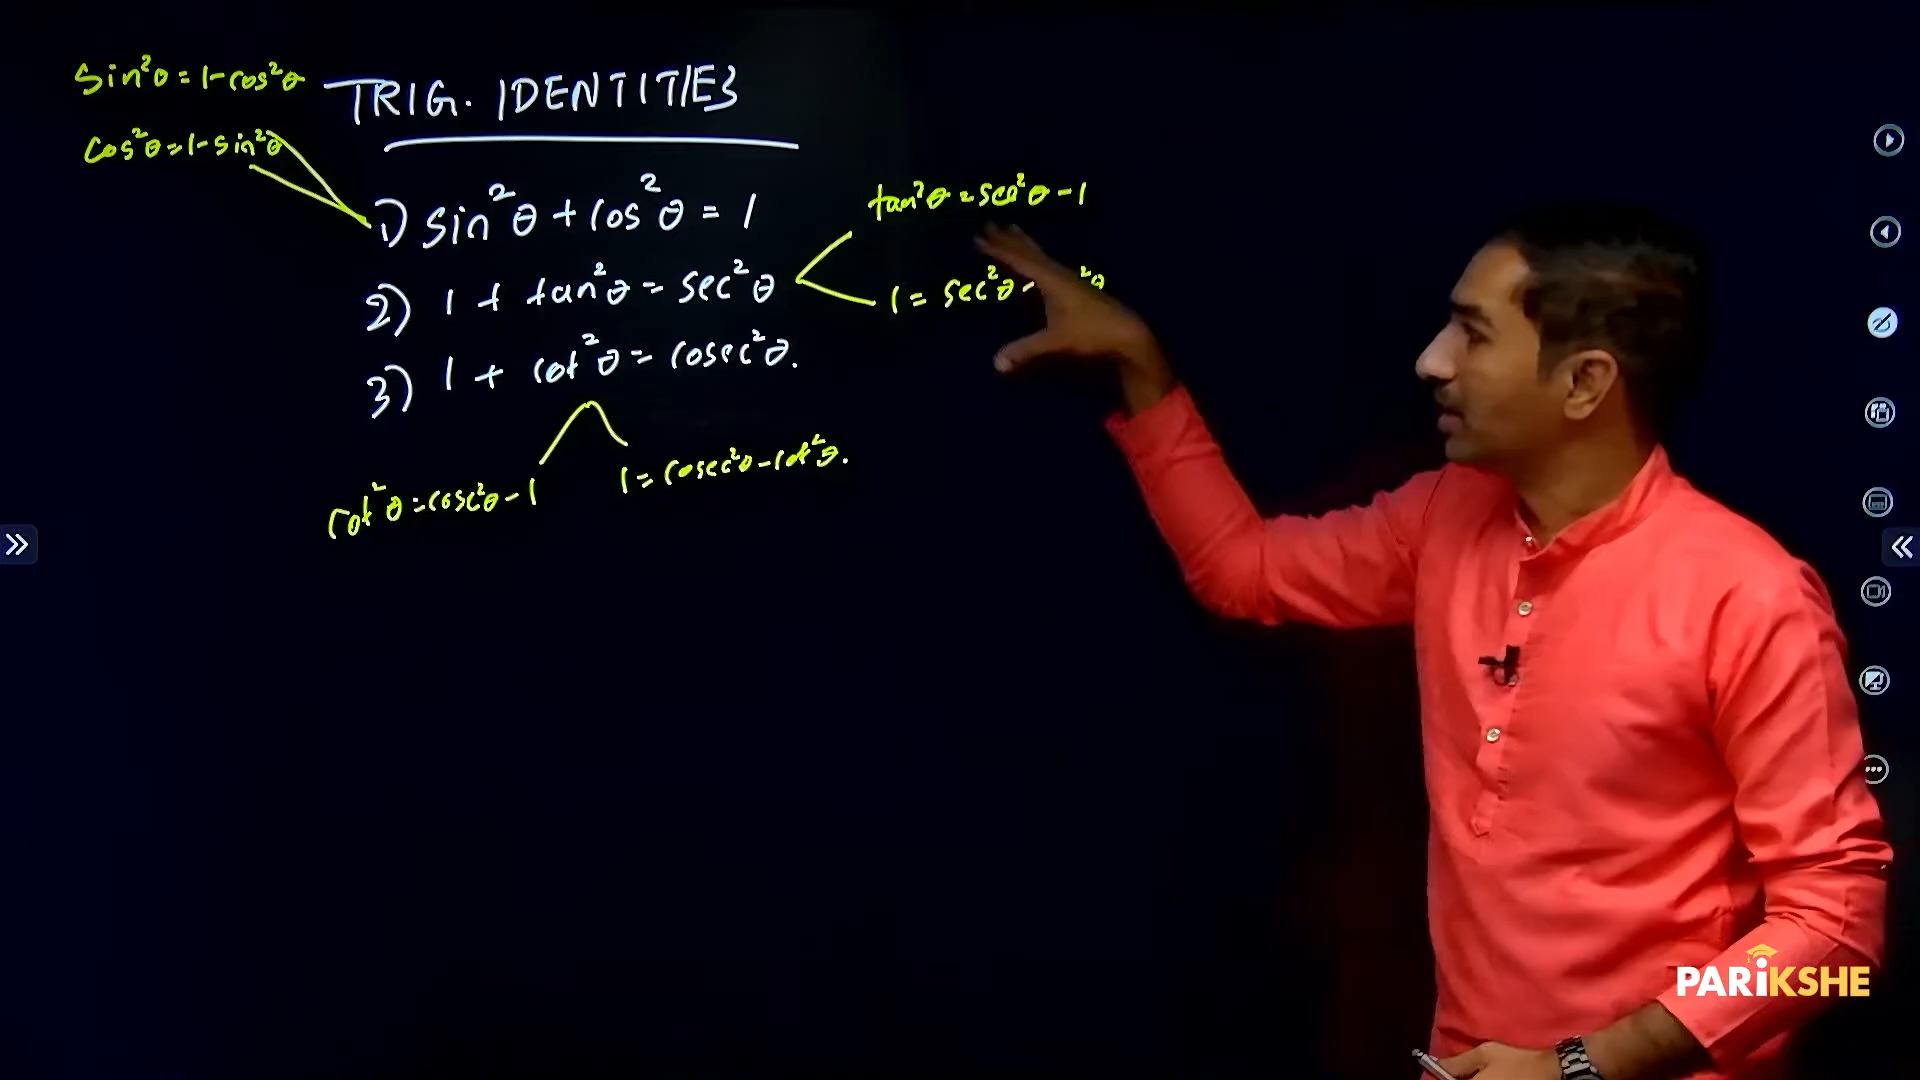 sin²θ = 1 - cos²θ
cos²θ = 1 - sin²θ
TRIG. IDENTITIES
1) sin²θ + cos²θ = 1
2) 1 + tan²θ = sec²θ
tan²θ = sec²θ - 1
1 = sec²θ - ²θ
3) 1 + cot²θ = cosec²θ.
cot²θ = cosec²θ - 1
1 = cosec²θ - cot²θ.
PARiKSHE